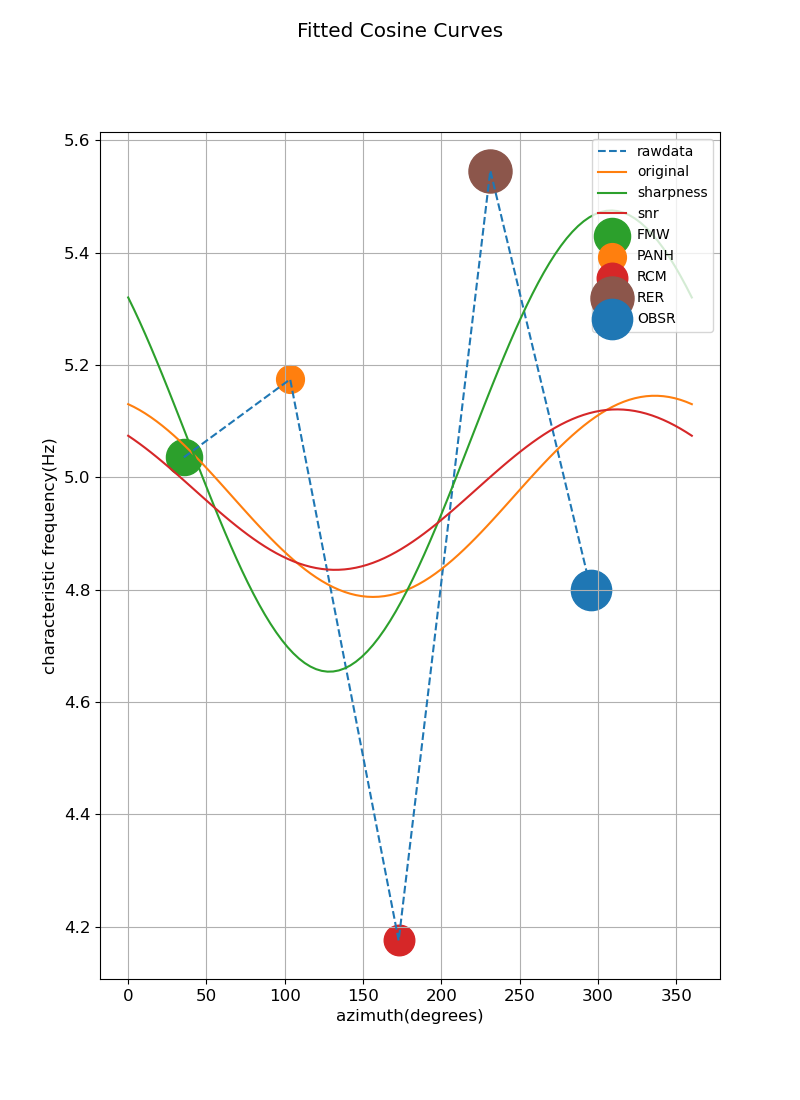 Fitted Cosine Curves
5.6
5.4
5.2
5.0
4.8
4.6
4.4
4.2
characteristic frequency(Hz)
rawdata
original
sharpness
snr
FMW
PANH
RCM
RER
OBSR
0 50 100 150 200 250 300 350
azimuth(degrees)